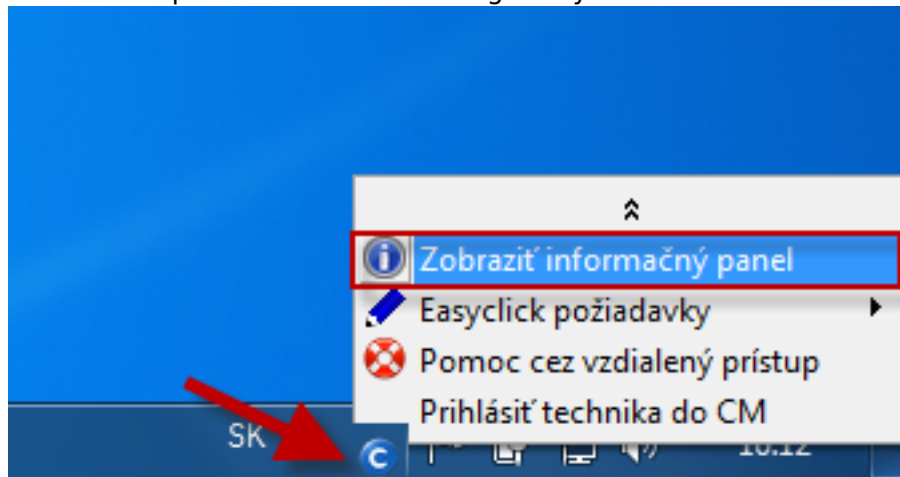 Zobraziť informačný panel
Easyclick požiadavky
Pomoc cez vzdialený prístup
Prihlásiť technika do CM
SK
C